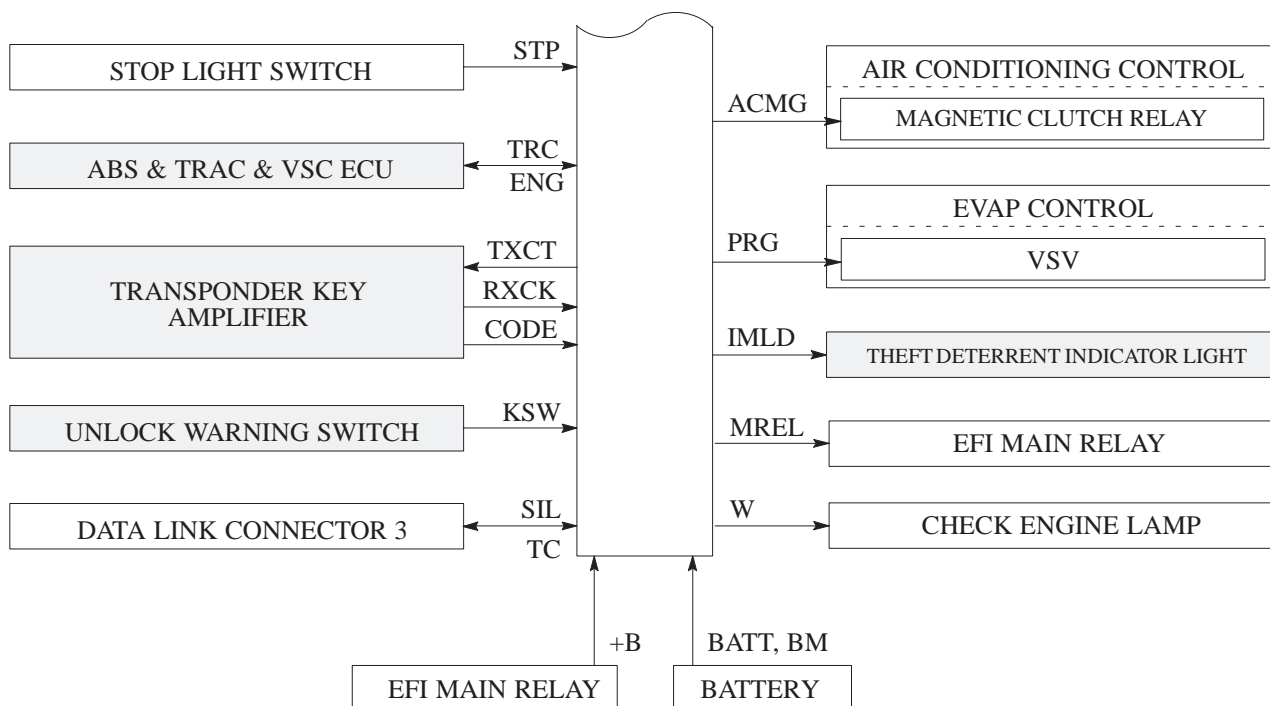 STOP LIGHT SWITCH
STP
ABS & TRAC & VSC ECU
TRC
ENG
TRANSPONDER KEY
AMPLIFIER
TXCT
RXCK
CODE
UNLOCK WARNING SWITCH
KSW
DATA LINK CONNECTOR 3
SIL
TC
ACMG
AIR CONDITIONING CONTROL
MAGNETIC CLUTCH RELAY
PRG
EVAP CONTROL
VSV
IMLD
THEFT DETERRENT INDICATOR LIGHT
MREL
EFI MAIN RELAY
W
CHECK ENGINE LAMP
+B
EFI MAIN RELAY
BATT, BM
BATTERY